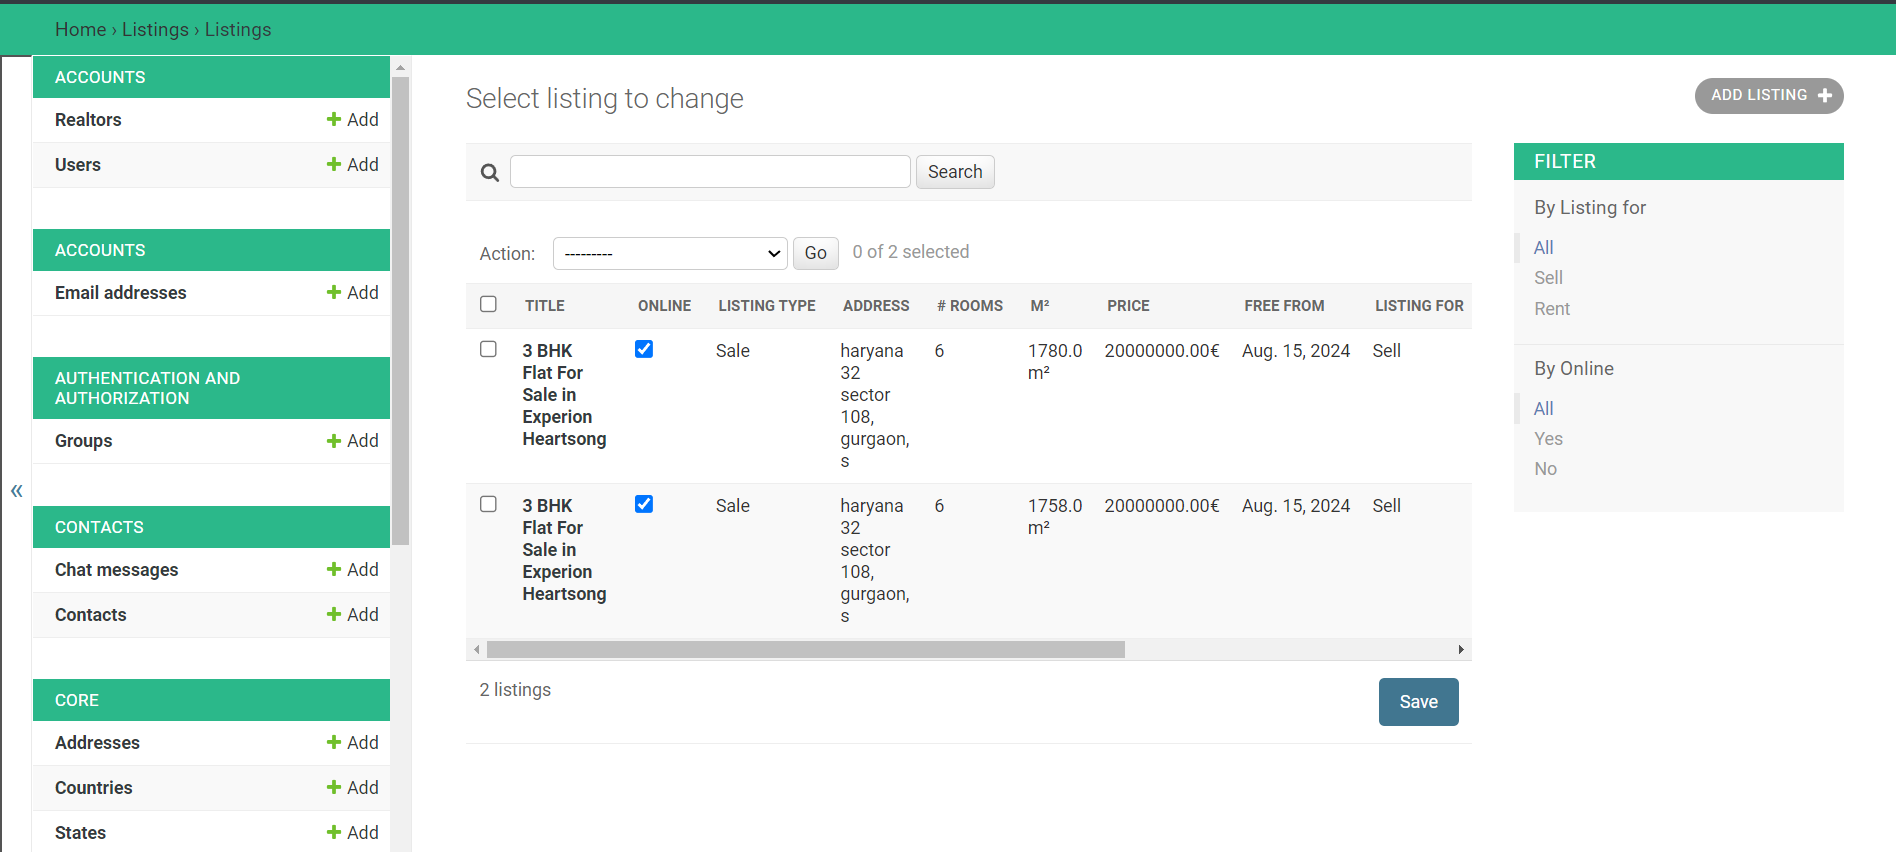 Home › Listings › Listings
ACCOUNTS
Realtors Add
Users Add
ACCOUNTS
Email addresses Add
AUTHENTICATION AND
AUTHORIZATION
Groups Add
CONTACTS
Chat messages Add
Contacts Add
CORE
Addresses Add
Countries Add
States Add
«
Select listing to change
ADD LISTING
Search
Action: --------- Go 0 of 2 selected
TITLE ONLINE LISTING TYPE ADDRESS # ROOMS M² PRICE FREE FROM LISTING FOR
3 BHK Sale haryana 6 1780.0 20000000.00€ Aug. 15, 2024 Sell
Flat For 32 m²
Sale in sector
Experion 108,
Heartsong gurgaon,
s
3 BHK Sale haryana 6 1758.0 20000000.00€ Aug. 15, 2024 Sell
Flat For 32 m²
Sale in sector
Experion 108,
Heartsong gurgaon,
s
2 listings
Save
FILTER
By Listing for
All
Sell
Rent
By Online
All
Yes
No